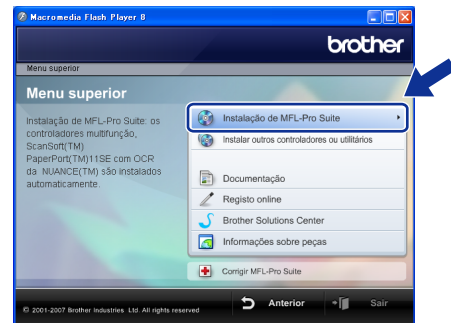 Macromedia Flash Player 8
brother
Menu superior
Menu superior
Instalação de MFL-Pro Suite: os
controladores multifunção,
ScanSoft(TM)
PaperPort(TM)11SE com OCR
da NUANCE(TM) são instalados
automaticamente.
Instalação de MFL-Pro Suite
Instalar outros controladores ou utilitários
Documentação
Registo online
Brother Solutions Center
Informações sobre peças
Corrigir MFL-Pro Suite
© 2001-2007 Brother Industries Ltd. All rights reserved
Anterior
Sair